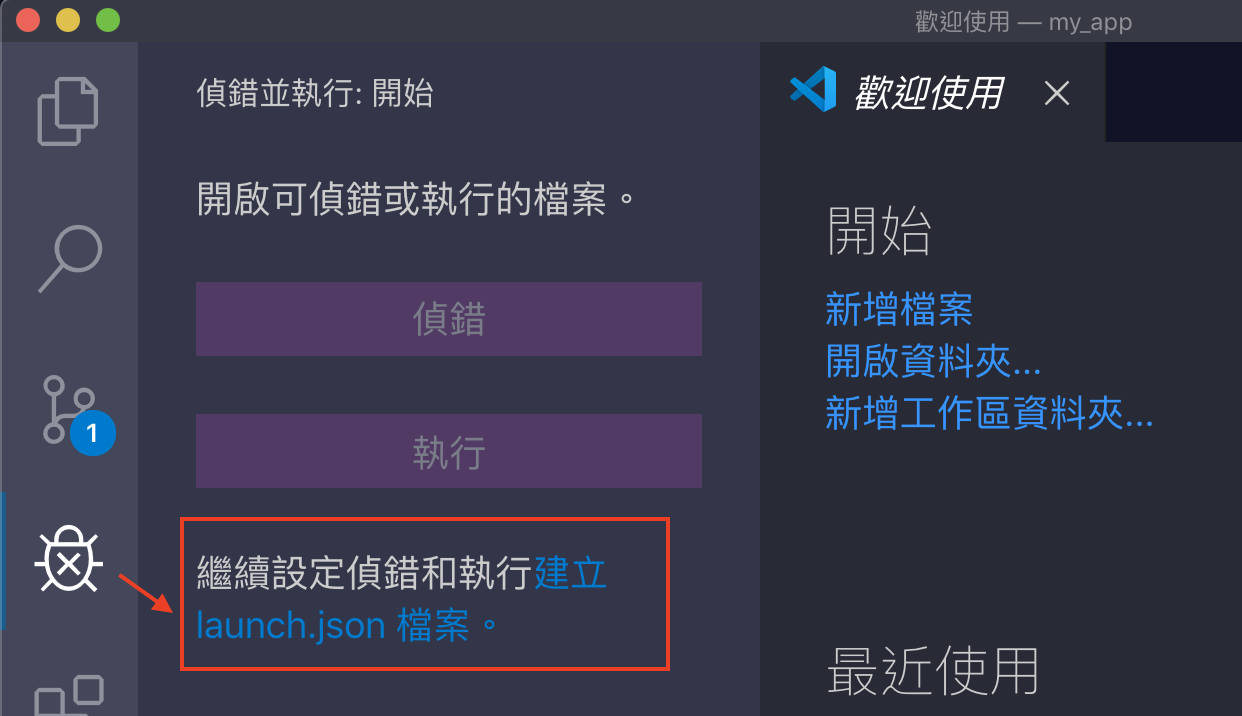 歡迎使用 — my_app
偵錯並執行: 開始
歡迎使用
開啟可偵錯或執行的檔案。
偵錯
執行
1
繼續設定偵錯和執行建立
launch.json 檔案。
開始
新增檔案
開啟資料夾...
新增工作區資料夾...
最近使用